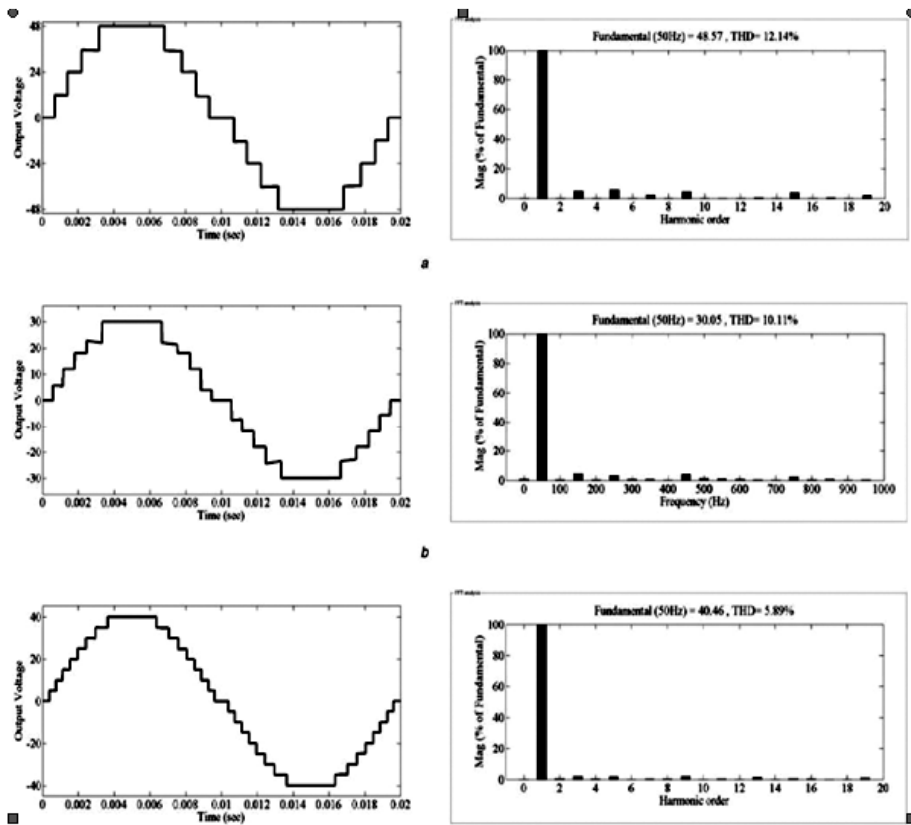 48
24
0
-24
-48
Output Voltage
0 0.002 0.004 0.006 0.008 0.01 0.012 0.014 0.016 0.018 0.02
Time (sec)
FFT analysis
Fundamental (50Hz) = 48.57 , THD= 12.14%
100
80
60
40
20
0
Mag (% of Fundamental)
0 2 4 6 8 10 12 14 16 18 20
Harmonic order
a
30
20
10
0
-10
-20
-30
Output Voltage
0 0.002 0.004 0.006 0.008 0.01 0.012 0.014 0.016 0.018 0.02
Time (sec)
FFT analysis
Fundamental (50Hz) = 30.05 , THD= 10.11%
100
80
60
40
20
0
Mag (% of Fundamental)
0 100 200 300 400 500 600 700 800 900 1000
Frequency (Hz)
b
40
20
0
-20
-40
Output Voltage
0 0.002 0.004 0.006 0.008 0.01 0.012 0.014 0.016 0.018 0.02
Time (sec)
FFT analysis
Fundamental (50Hz) = 40.46 , THD= 5.89%
100
80
60
40
20
0
Mag (% of Fundamental)
0 2 4 6 8 10 12 14 16 18 20
Harmonic order